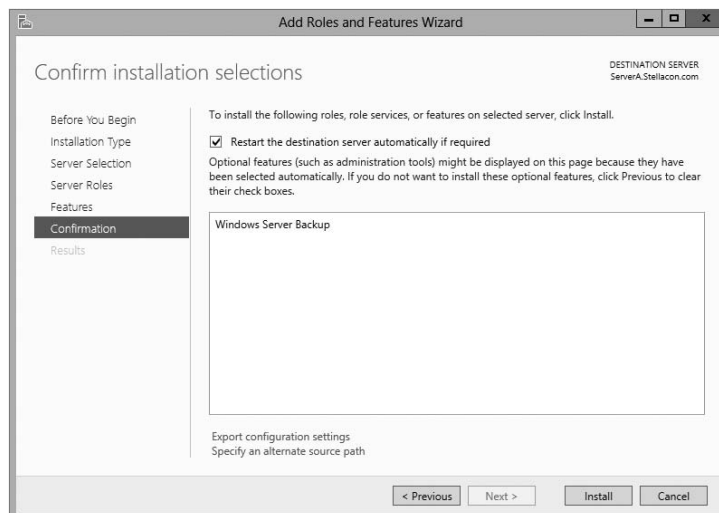 Add Roles and Features Wizard
Confirm installation selections
DESTINATION SERVER
ServerA.Stellacon.com
Before You Begin
Installation Type
Server Selection
Server Roles
Features
Confirmation
Results
To install the following roles, role services, or features on selected server, click Install.
Restart the destination server automatically if required
Optional features (such as administration tools) might be displayed on this page because they have
been selected automatically. If you do not want to install these optional features, click Previous to clear
their check boxes.
Windows Server Backup
Export configuration settings
Specify an alternate source path
< Previous
Next >
Install
Cancel